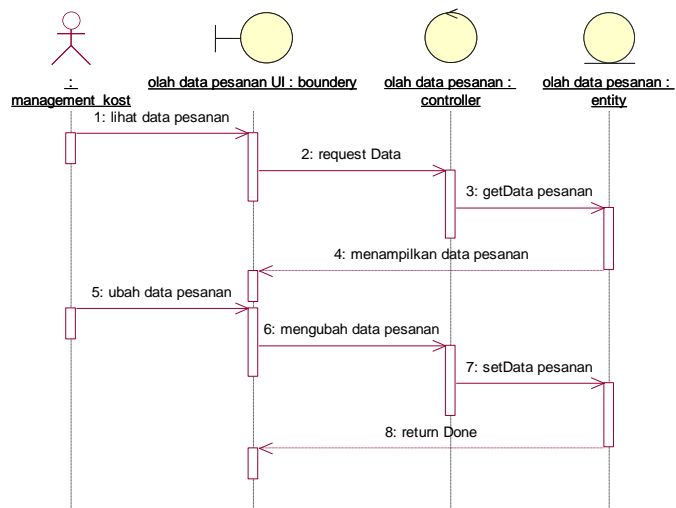 :
management_kost
olah data pesanan UI : boundery
olah data pesanan :
controller
olah data pesanan :
entity
1: lihat data pesanan
2: request Data
3: getData pesanan
4: menampilkan data pesanan
5: ubah data pesanan
6: mengubah data pesanan
7: setData pesanan
8: return Done